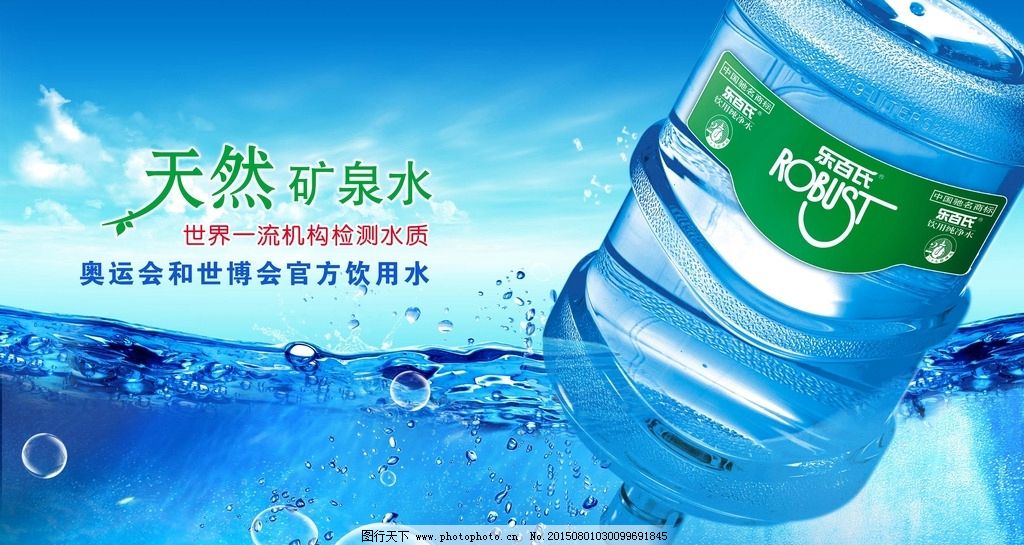 天然 矿泉水
世界一流机构检测水质
奥运会和世博会官方饮用水
中国驰名商标
乐百氏®
饮用纯净水
乐百氏®
ROBUST
中国驰名商标
乐百氏®
饮用纯净水
图行天下 www.photophoto.cn No.20150801030099691845